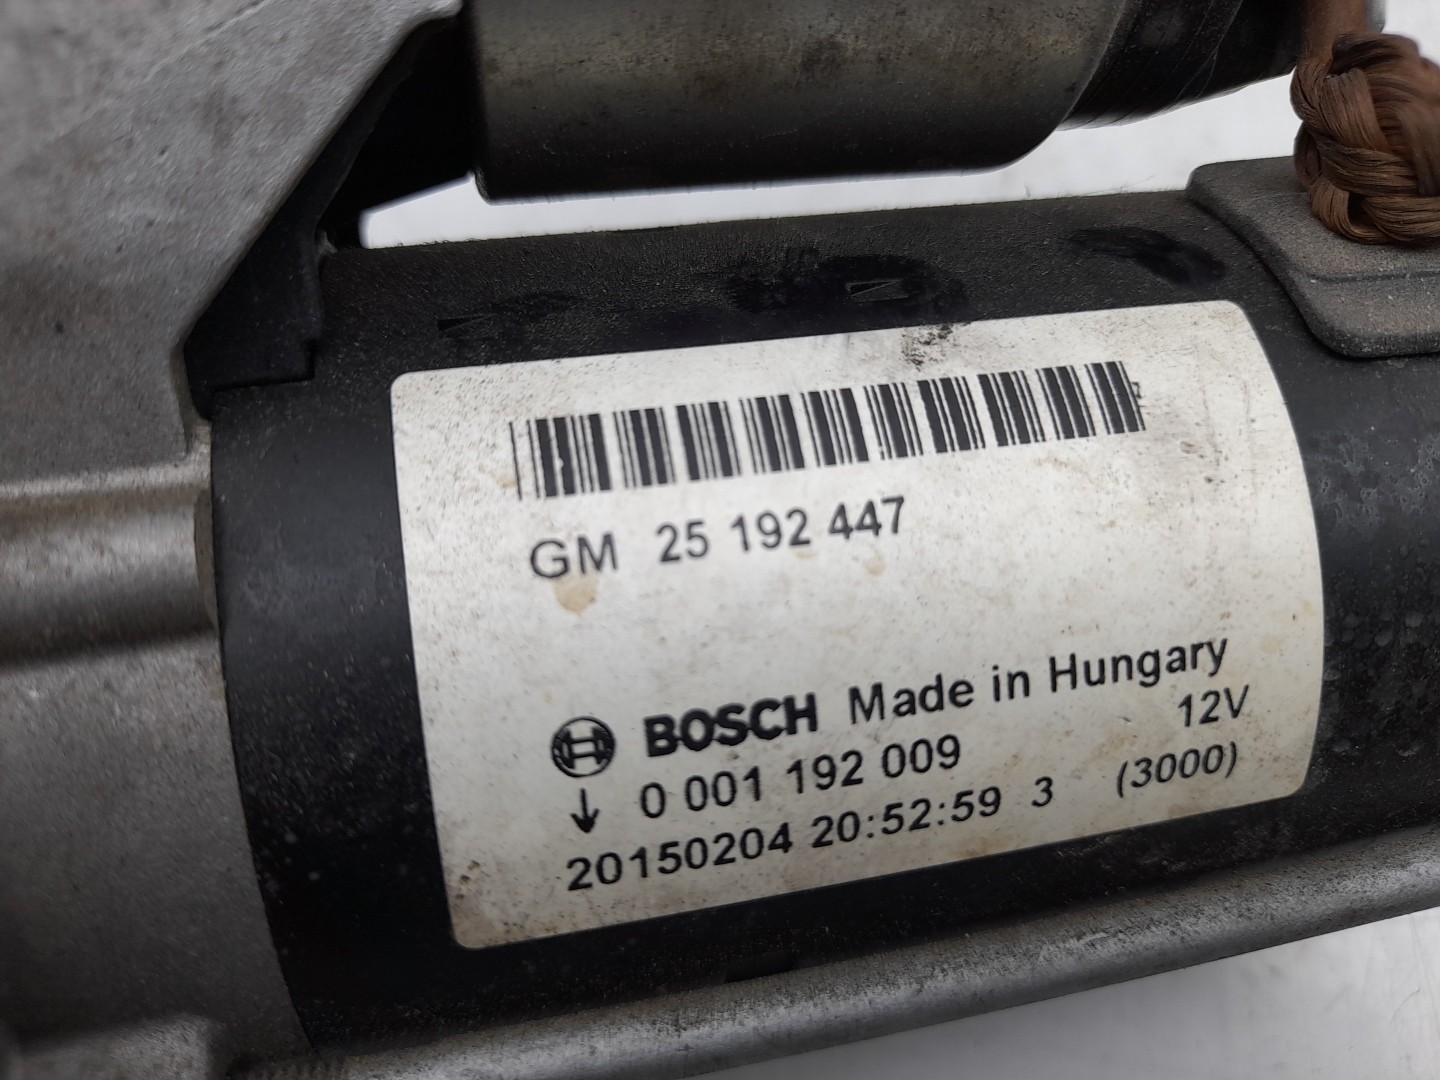 GM 25 192 447
BOSCH Made in Hungary
↓ 0 001 192 009 12V
20150204 20:52:59 3 (3000)